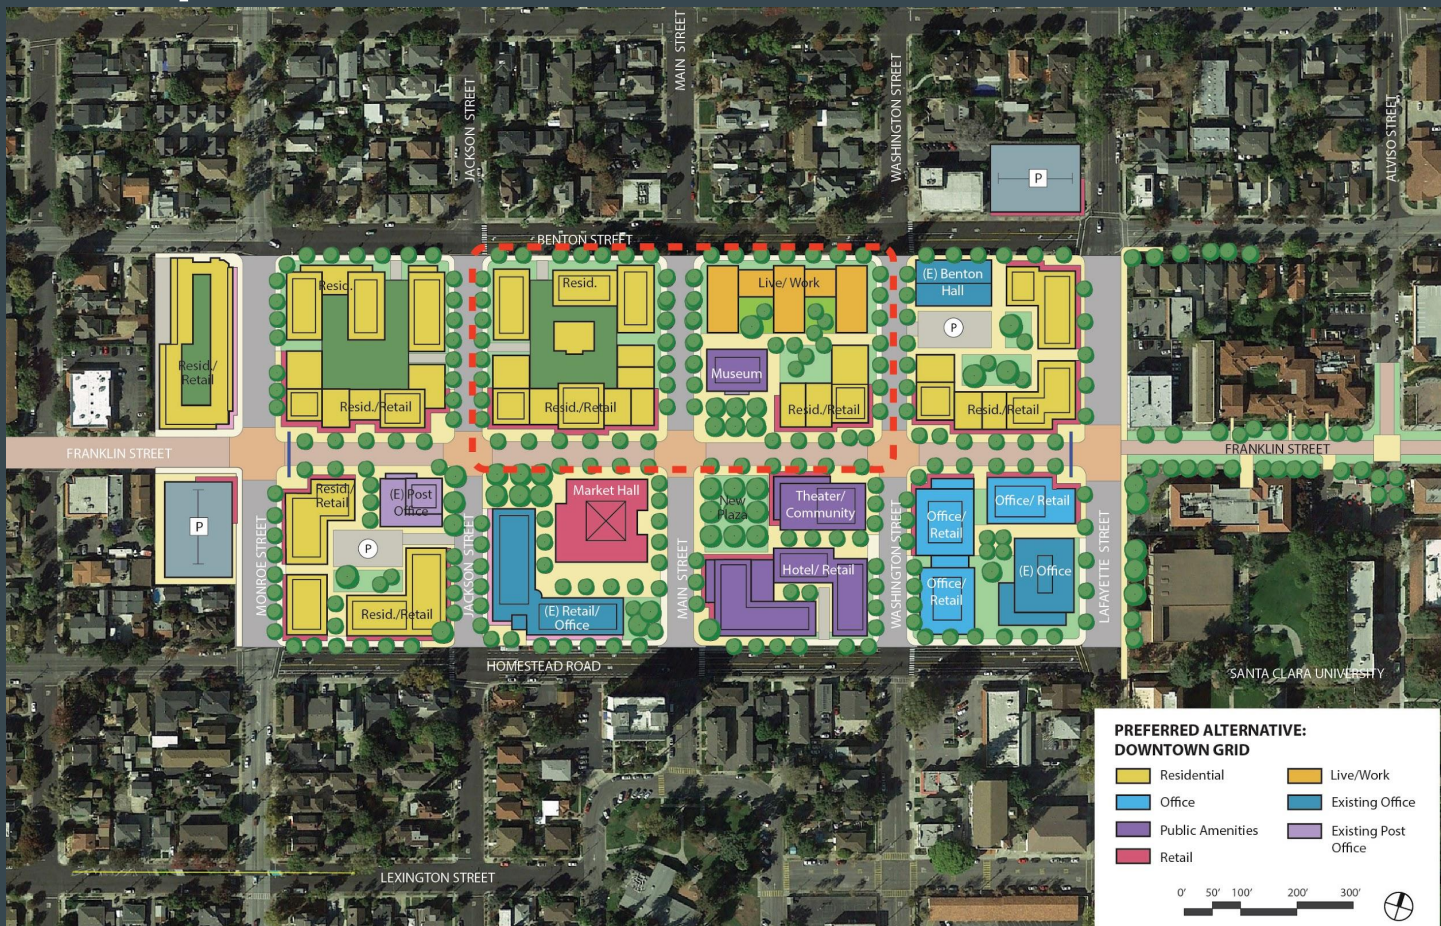 MAIN STREET
JACKSON STREET
WASHINGTON STREET
ALVISO STREET
P
BENTON STREET
Resid.
Resid.
Live/ Work
(E) Benton
Hall
P
Resid./
Retail
Museum
Resid./Retail
Resid./Retail
Resid./Retail
Resid./Retail
FRANKLIN STREET
FRANKLIN STREET
P
Resid./
Retail
(E) Post
Office
Market Hall
New
Plaza
Theater/
Community
Office/
Retail
Office/ Retail
P
MONROE STREET
JACKSON STREET
MAIN STREET
WASHINGTON STREET
LAFAYETTE STREET
Hotel/ Retail
Office/
Retail
(E) Office
Resid./Retail
(E) Retail/
Office
HOMESTEAD ROAD
SANTA CLARA UNIVERSITY
LEXINGTON STREET
PREFERRED ALTERNATIVE:
DOWNTOWN GRID
Residential
Office
Public Amenities
Retail
Live/Work
Existing Office
Existing Post
Office
0' 50' 100' 200' 300'